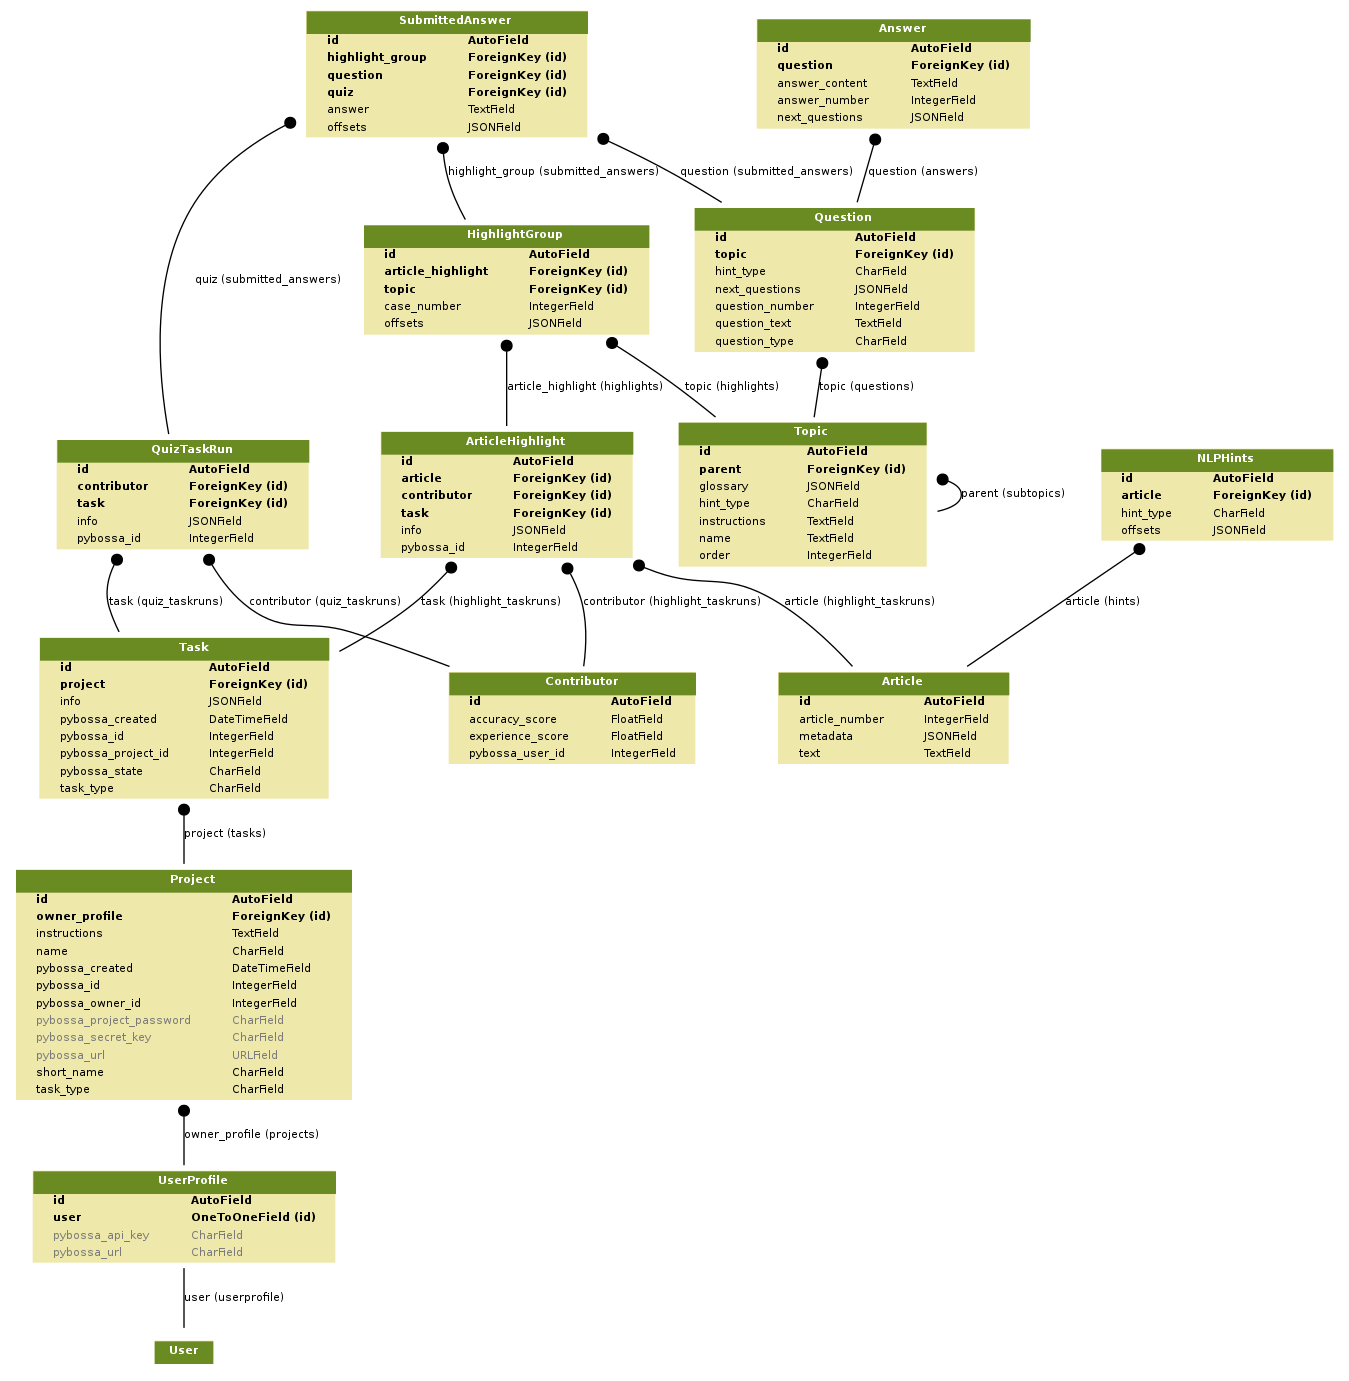 SubmittedAnswer
id AutoField
highlight_group ForeignKey (id)
question ForeignKey (id)
quiz ForeignKey (id)
answer TextField
offsets JSONField
Answer
id AutoField
question ForeignKey (id)
answer_content TextField
answer_number IntegerField
next_questions JSONField
highlight_group (submitted_answers)
question (submitted_answers)
question (answers)
quiz (submitted_answers)
HighlightGroup
id AutoField
article_highlight ForeignKey (id)
topic ForeignKey (id)
case_number IntegerField
offsets JSONField
Question
id AutoField
topic ForeignKey (id)
hint_type CharField
next_questions JSONField
question_number IntegerField
question_text TextField
question_type CharField
article_highlight (highlights)
topic (highlights)
topic (questions)
QuizTaskRun
id AutoField
contributor ForeignKey (id)
task ForeignKey (id)
info JSONField
pybossa_id IntegerField
ArticleHighlight
id AutoField
article ForeignKey (id)
contributor ForeignKey (id)
task ForeignKey (id)
info JSONField
pybossa_id IntegerField
Topic
id AutoField
parent ForeignKey (id)
glossary JSONField
hint_type CharField
instructions TextField
name TextField
order IntegerField
parent (subtopics)
NLPHints
id AutoField
article ForeignKey (id)
hint_type CharField
offsets JSONField
task (quiz_taskruns)
contributor (quiz_taskruns)
task (highlight_taskruns)
contributor (highlight_taskruns)
article (highlight_taskruns)
article (hints)
Task
id AutoField
project ForeignKey (id)
info JSONField
pybossa_created DateTimeField
pybossa_id IntegerField
pybossa_project_id IntegerField
pybossa_state CharField
task_type CharField
Contributor
id AutoField
accuracy_score FloatField
experience_score FloatField
pybossa_user_id IntegerField
Article
id AutoField
article_number IntegerField
metadata JSONField
text TextField
project (tasks)
Project
id AutoField
owner_profile ForeignKey (id)
instructions TextField
name CharField
pybossa_created DateTimeField
pybossa_id IntegerField
pybossa_owner_id IntegerField
pybossa_project_password CharField
pybossa_secret_key CharField
pybossa_url URLField
short_name CharField
task_type CharField
owner_profile (projects)
UserProfile
id AutoField
user OneToOneField (id)
pybossa_api_key CharField
pybossa_url CharField
user (userprofile)
User